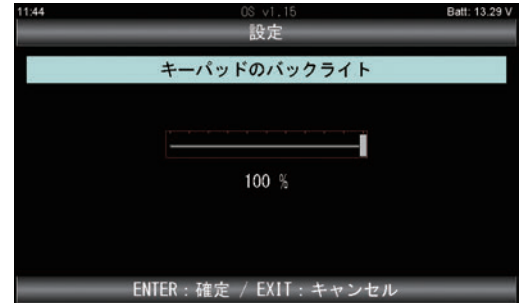 11:44 OS v1.15 Batt: 13.29 V
設定
キーパッドのバックライト
100 %
ENTER : 確定 / EXIT : キャンセル